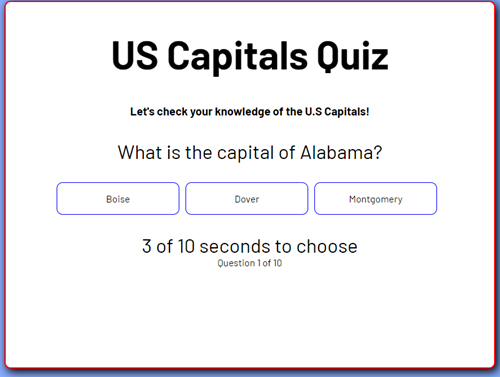 US Capitals Quiz
Let's check your knowledge of the U.S Capitals!
What is the capital of Alabama?
Boise
Dover
Montgomery
3 of 10 seconds to choose
Question 1 of 10